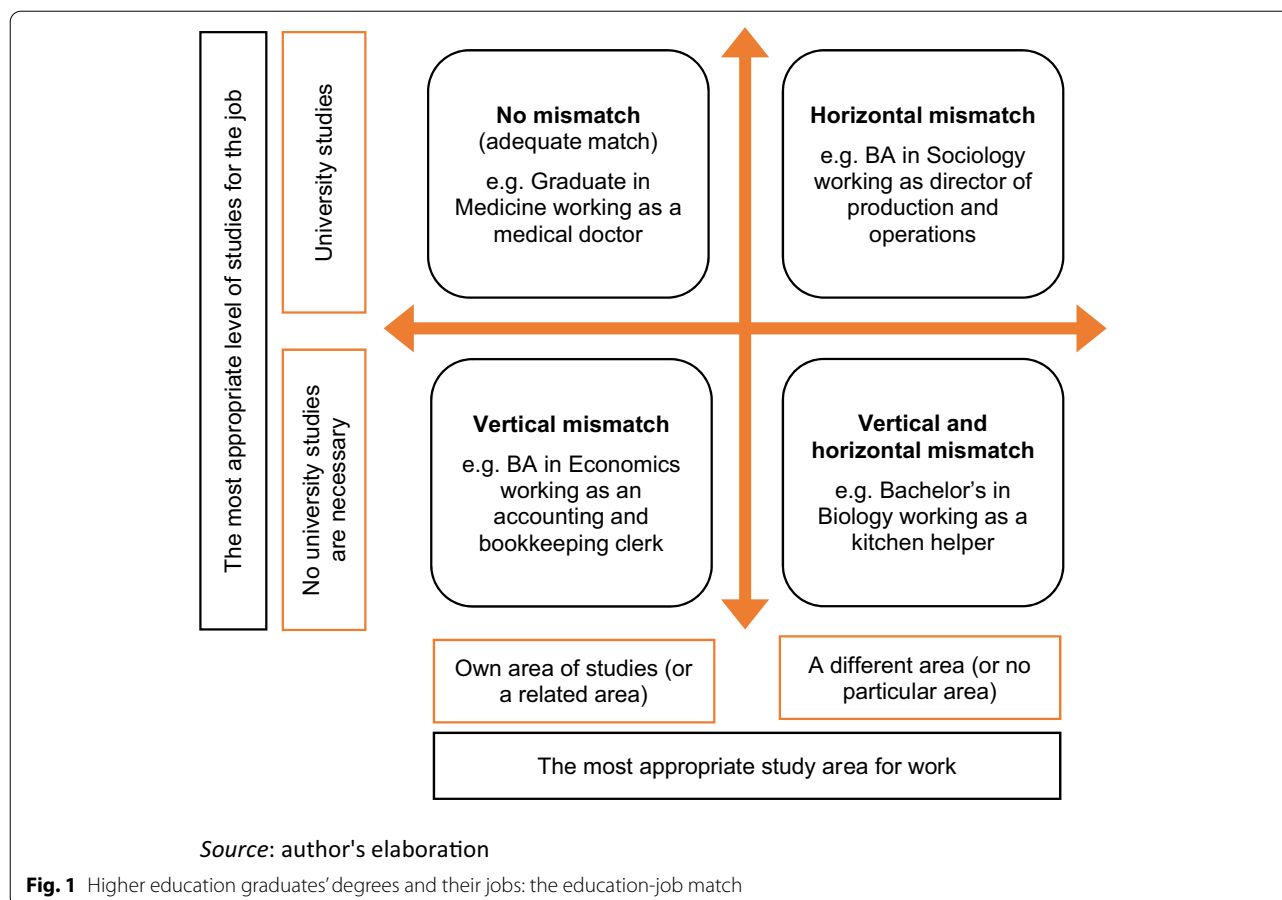 The most appropriate level of studies for the job
University studies
No university studies
are necessary
No mismatch
(adequate match)
e.g. Graduate in
Medicine working as a
medical doctor
Horizontal mismatch
e.g. BA in Sociology
working as director of
production and
operations
Vertical mismatch
e.g. BA in Economics
working as an
accounting and
bookkeeping clerk
Vertical and
horizontal mismatch
e.g. Bachelor's in
Biology working as a
kitchen helper
Own area of studies (or
a related area)
A different area (or no
particular area)
The most appropriate study area for work
Source: author's elaboration
Fig. 1 Higher education graduates' degrees and their jobs: the education-job match